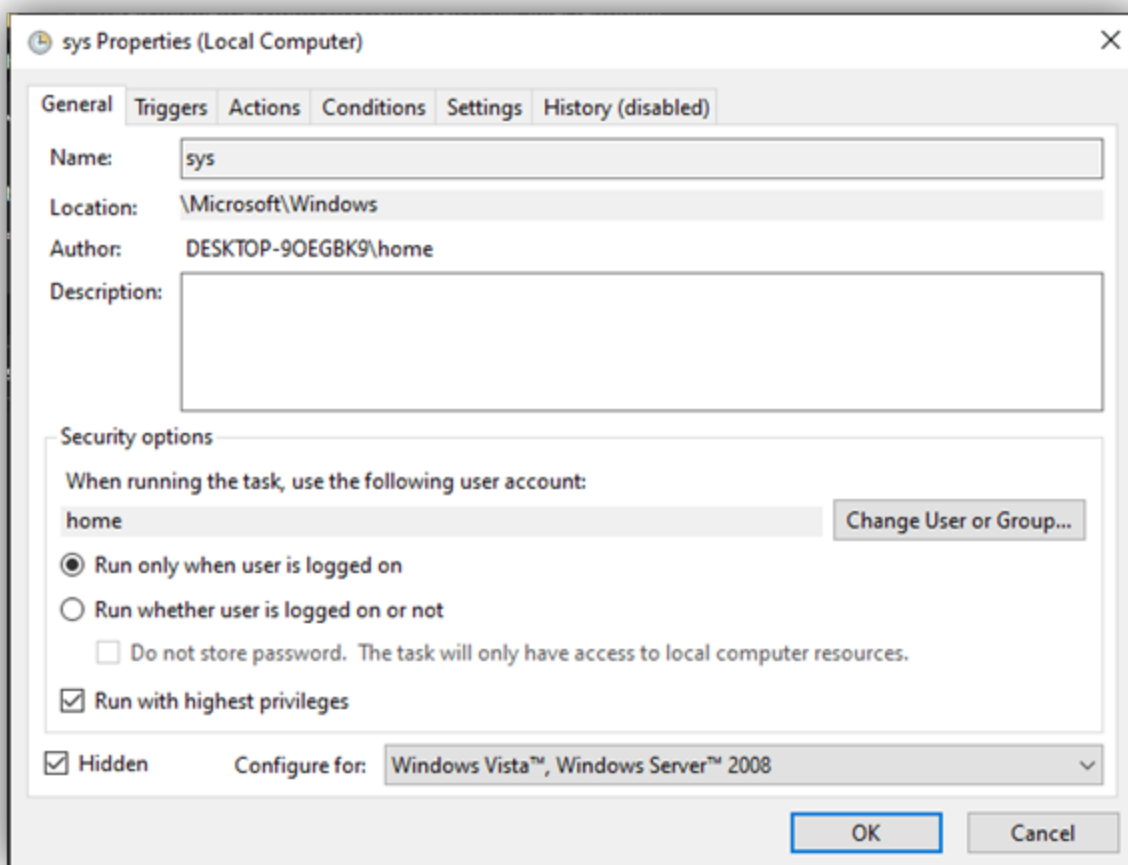 sys Properties (Local Computer)
General Triggers Actions Conditions Settings History (disabled)
Name: sys
Location: \Microsoft\Windows
Author: DESKTOP-9OEGBK9\home
Description:
Security options
When running the task, use the following user account:
home Change User or Group...
Run only when user is logged on
Run whether user is logged on or not
Do not store password. The task will only have access to local computer resources.
Run with highest privileges
Hidden Configure for: Windows Vista™, Windows Server™ 2008
OK Cancel